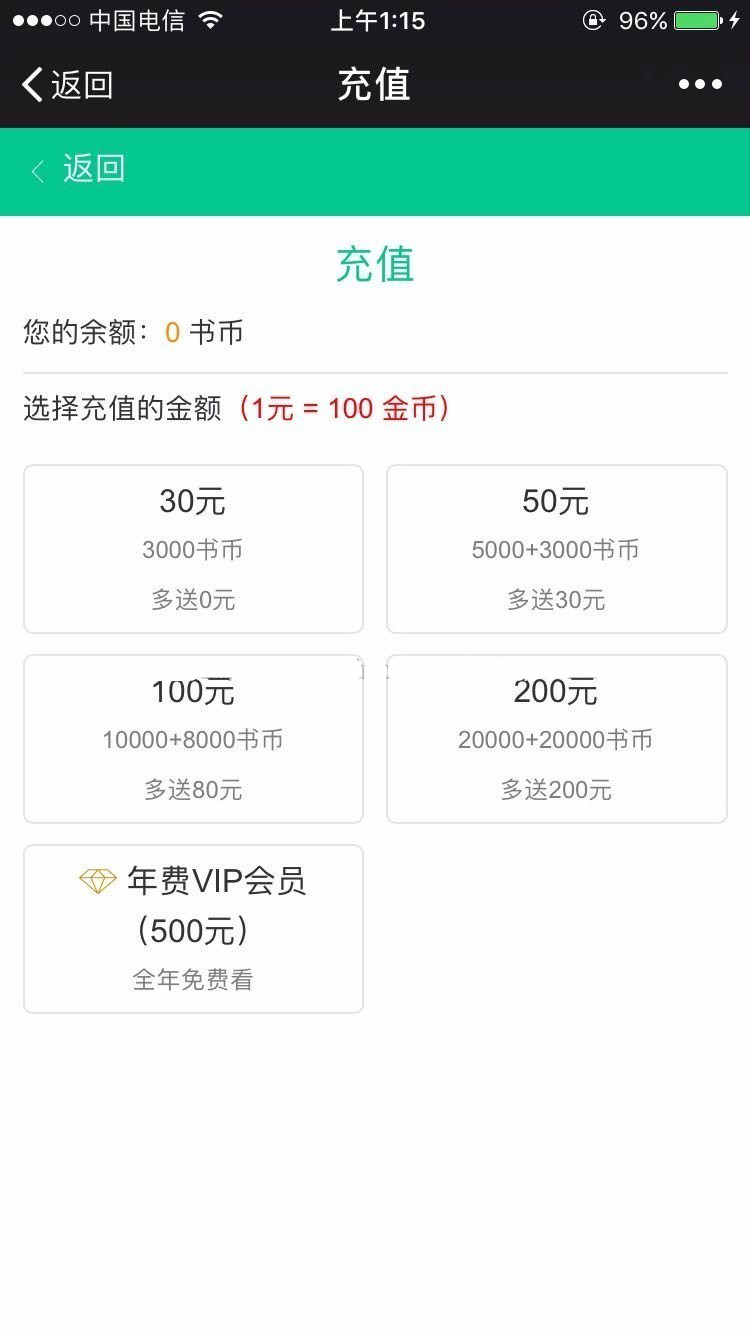 中国电信 上午1:15 96%
返回 充值
返回
充值
您的余额：0 书币
选择充值的金额（1元 = 100 金币）
30元
3000书币
多送0元
50元
5000+3000书币
多送30元
100元
10000+8000书币
多送80元
200元
20000+20000书币
多送200元
年费VIP会员
（500元）
全年免费看